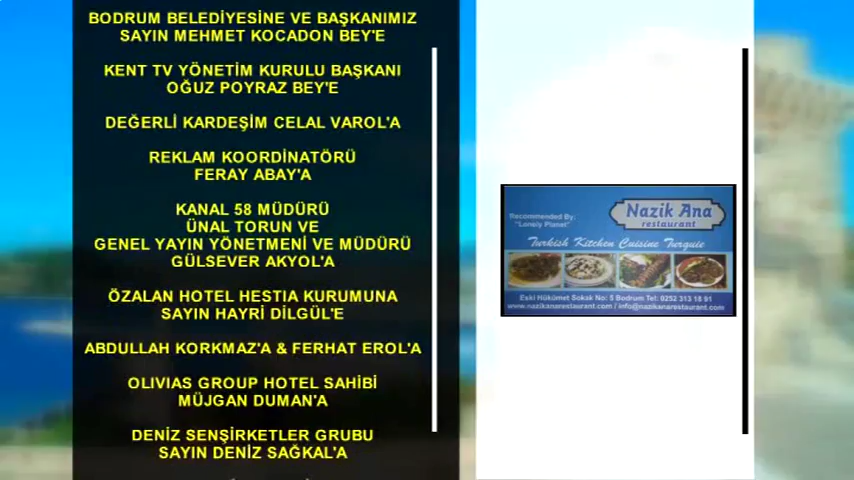 BODRUM BELEDİYESİNE VE BAŞKANIMIZ
SAYIN MEHMET KOCADON BEY'E
KENT TV YÖNETİM KURULU BAŞKANI
OĞUZ POYRAZ BEY'E
DEĞERLİ KARDEŞİM CELAL VAROL'A
REKLAM KOORDİNATÖRÜ
FERAY ABAY'A
KANAL 58 MÜDÜRÜ
ÜNAL TORUN VE
GENEL YAYIN YÖNETMENİ VE MÜDÜRÜ
GÜLSEVER AKYOL'A
ÖZALAN HOTEL HESTIA KURUMUNA
SAYIN HAYRİ DİLGÜL'E
ABDULLAH KORKMAZ'A & FERHAT EROL'A
OLIVIAS GROUP HOTEL SAHİBİ
MÜJGAN DUMAN'A
DENİZ SENŞİRKETLER GRUBU
SAYIN DENİZ SAĞKAL'A
Recommended By:
"Lonely Planet"
Nazik Ana
restaurant
Turkish Kitchen Cuisine Turquie
Eski Hükümet Sokak No: 5 Bodrum Tel: 0252 313 18 91
www.nazikanarestaurant.com / info@nazikanarestaurant.com